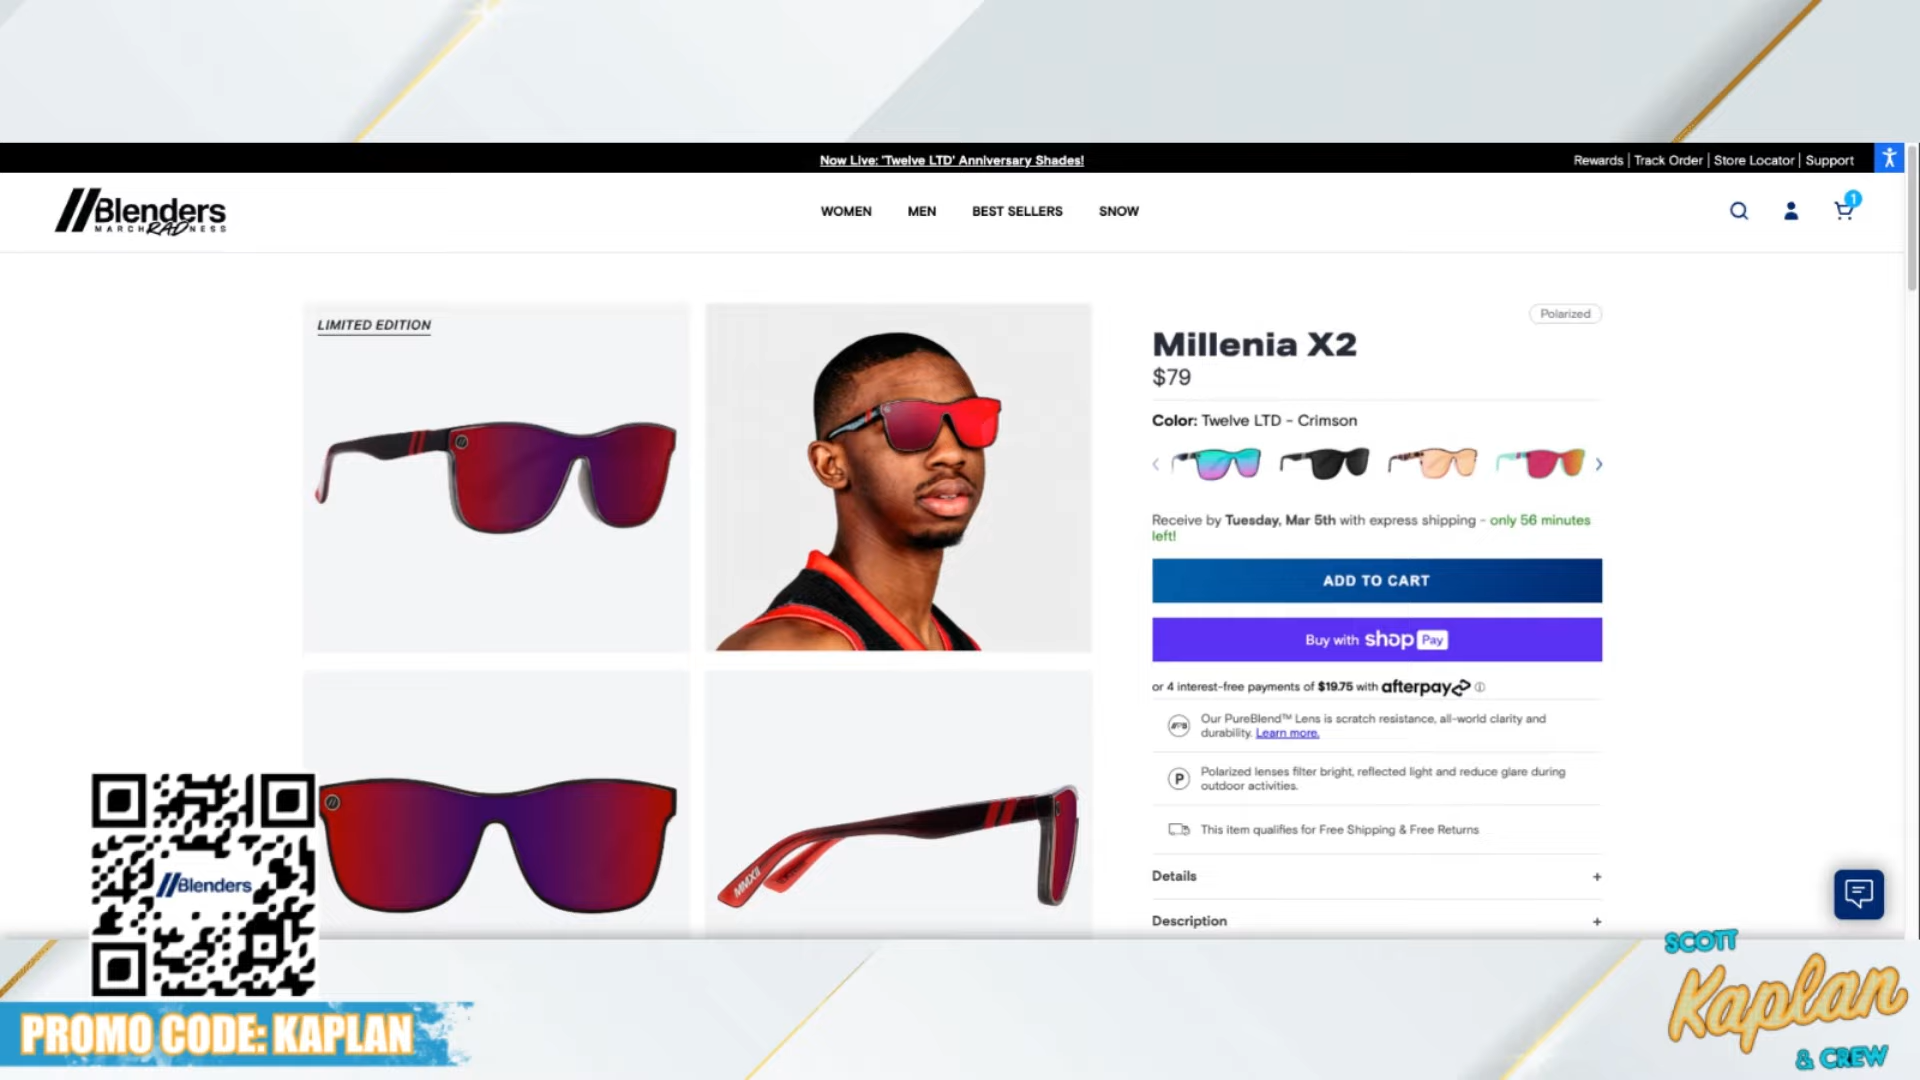 Now Live: 'Twelve LTD' Anniversary Shades!
Rewards | Track Order | Store Locator | Support
//Blenders
MARCH RAD NESS
WOMEN MEN BEST SELLERS SNOW
1
LIMITED EDITION
Polarized
Millenia X2
$79
Color: Twelve LTD - Crimson
Receive by Tuesday, Mar 5th with express shipping - only 56 minutes
left!
ADD TO CART
Buy with shop Pay
or 4 interest-free payments of $19.75 with afterpay
Our PureBlend™ Lens is scratch resistance, all-world clarity and
durability. Learn more.
P
Polarized lenses filter bright, reflected light and reduce glare during
outdoor activities.
This item qualifies for Free Shipping & Free Returns
Details +
Description +
MMXII
//Blenders
PROMO CODE: KAPLAN
SCOTT
Kaplan
& CREW